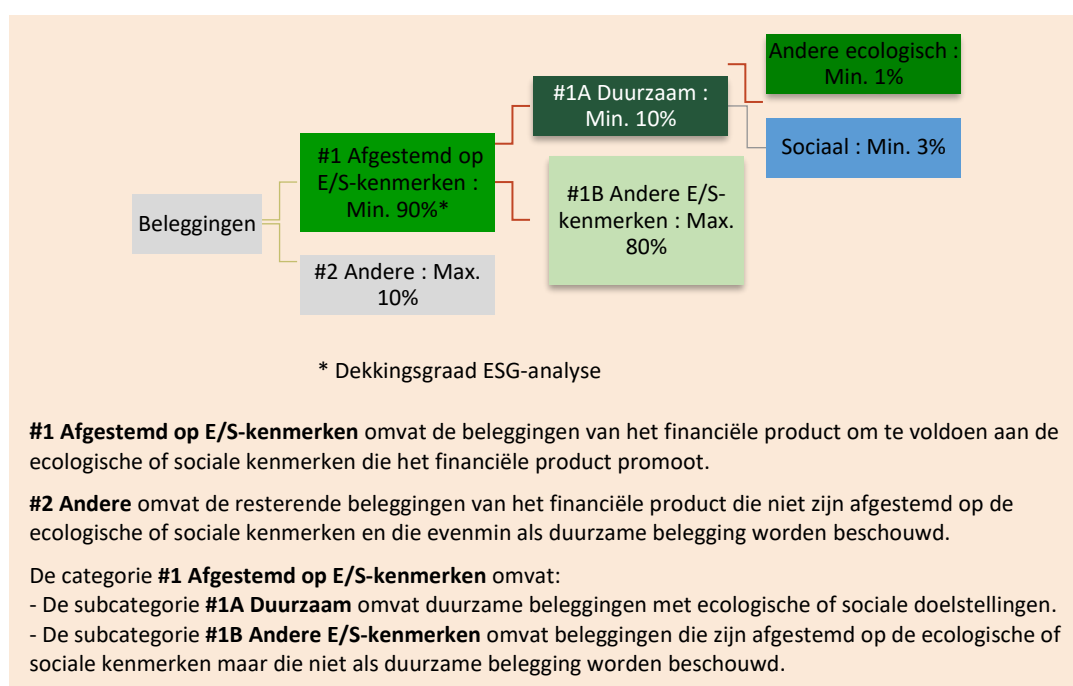 Beleggingen
#1 Afgestemd op
E/S-kenmerken :
Min. 90%*
#2 Andere : Max.
10%
#1A Duurzaam :
Min. 10%
#1B Andere E/S-
kenmerken : Max.
80%
Andere ecologisch :
Min. 1%
Sociaal : Min. 3%
* Dekkingsgraad ESG-analyse
#1 Afgestemd op E/S-kenmerken omvat de beleggingen van het financiële product om te voldoen aan de
ecologische of sociale kenmerken die het financiële product promoot.
#2 Andere omvat de resterende beleggingen van het financiële product die niet zijn afgestemd op de
ecologische of sociale kenmerken en die evenmin als duurzame belegging worden beschouwd.
De categorie #1 Afgestemd op E/S-kenmerken omvat:
- De subcategorie #1A Duurzaam omvat duurzame beleggingen met ecologische of sociale doelstellingen.
- De subcategorie #1B Andere E/S-kenmerken omvat beleggingen die zijn afgestemd op de ecologische of
sociale kenmerken maar die niet als duurzame belegging worden beschouwd.